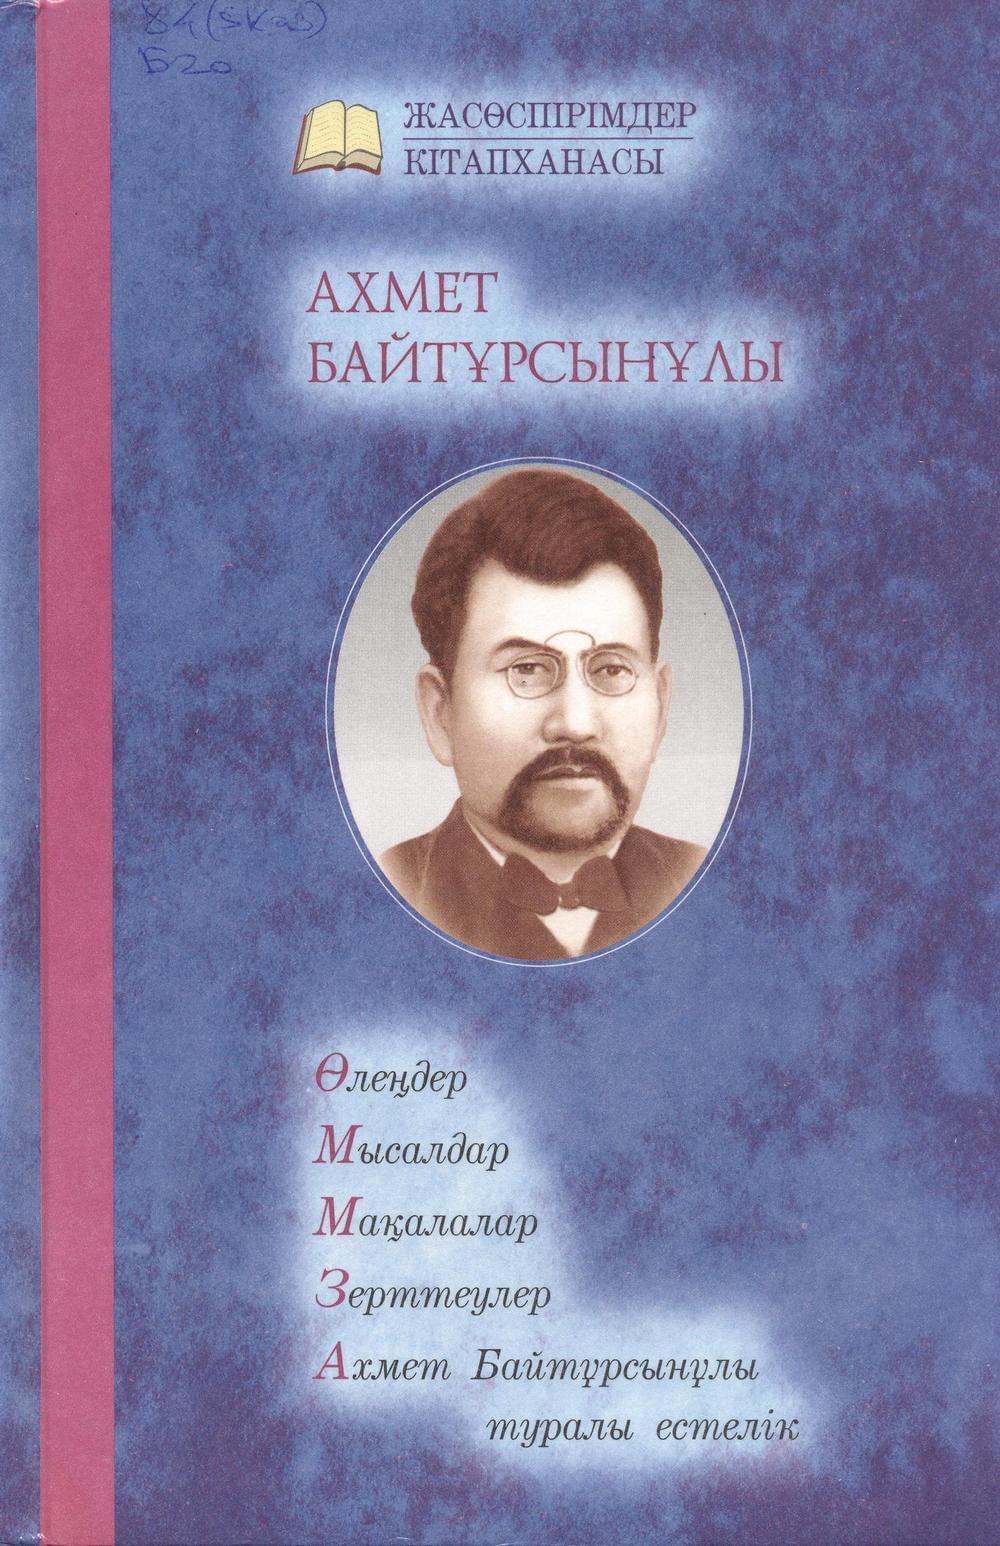 84(5Каз)
Б20
ЖАСӨСПІРІМДЕР
КІТАПХАНАСЫ
АХМЕТ
БАЙТҰРСЫНҰЛЫ
Өлеңдер
Мысалдар
Мақалалар
Зерттеулер
Ахмет Байтұрсынұлы
туралы естелік